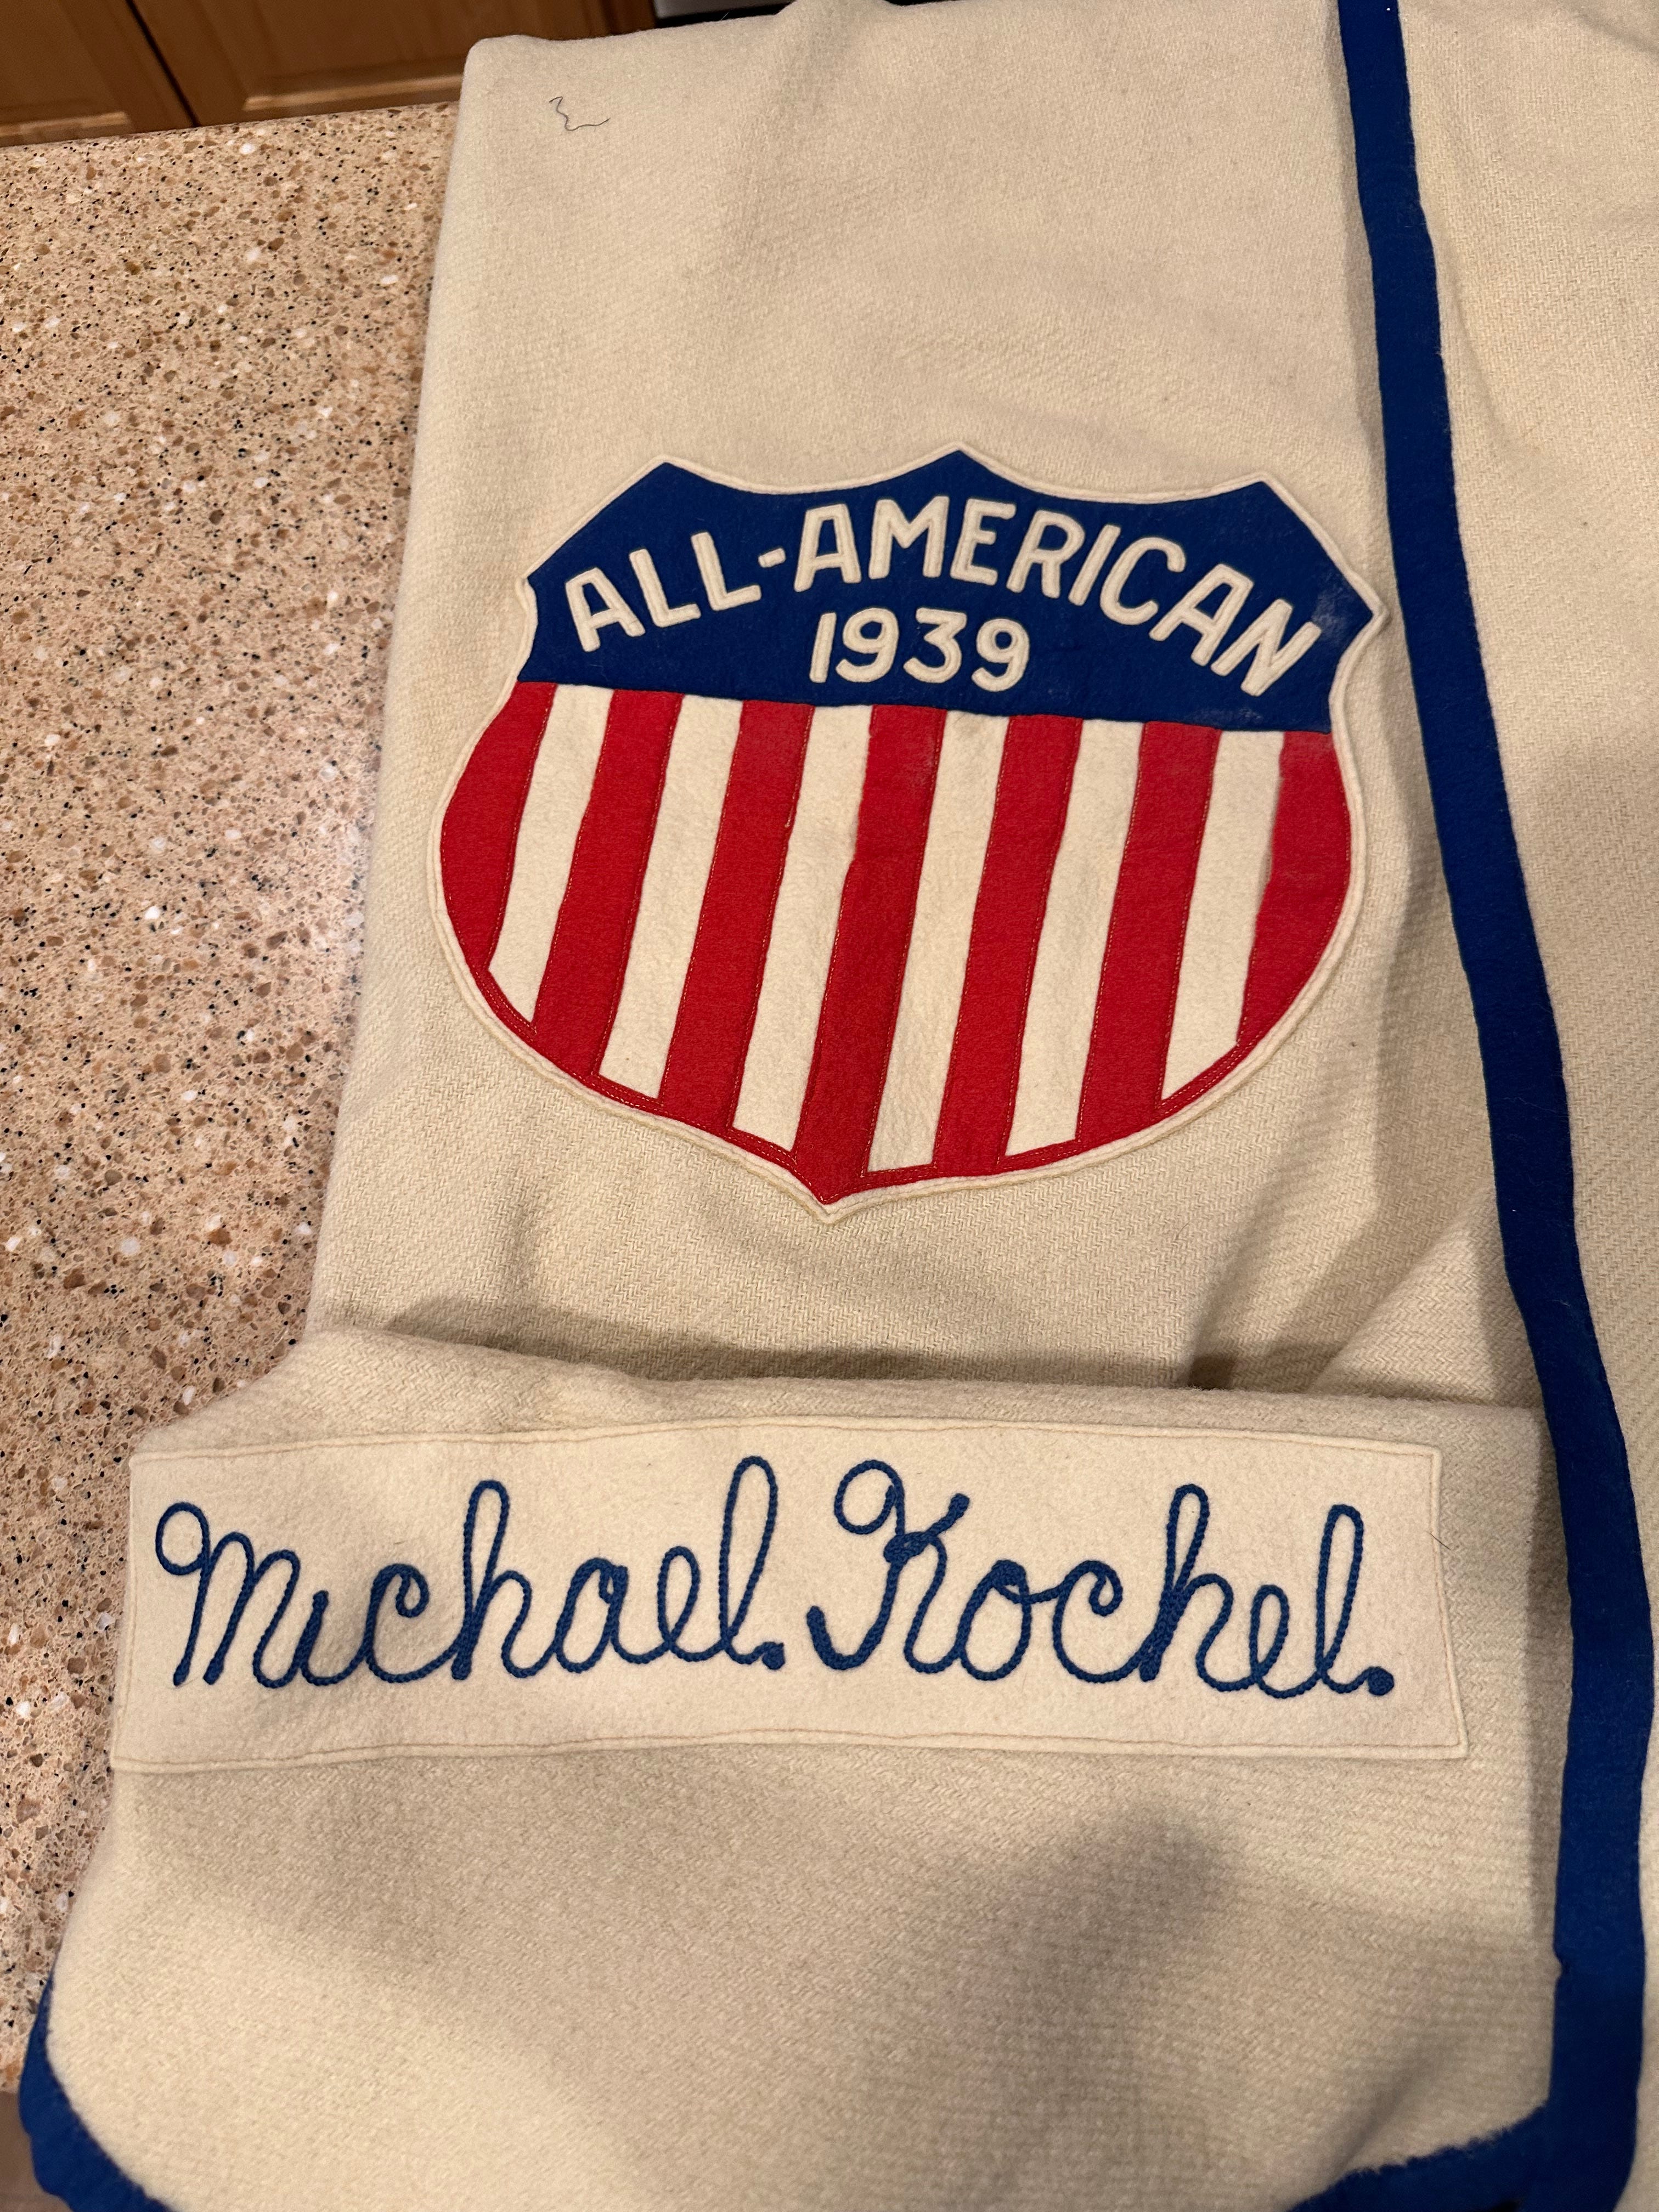 ALL-AMERICAN
1939
Michael. Kochel.